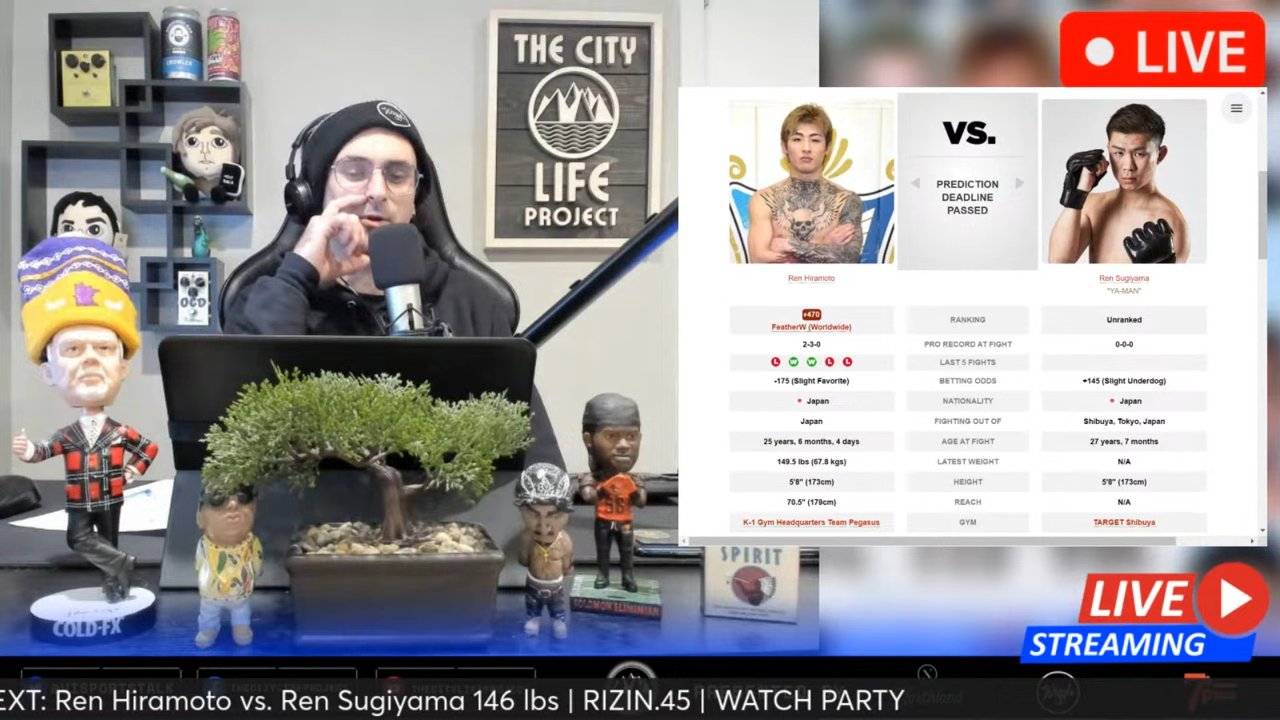 THE CITY
LIFE
PROJECT
LIVE
VS.
PREDICTION
DEADLINE
PASSED
Ren Hiramoto
Ren Sugiyama
"YA-MAN"
#470
FeatherW (Worldwide)
RANKING
Unranked
2-3-0
PRO RECORD AT FIGHT
0-0-0
L W W L L
LAST 5 FIGHTS
-175 (Slight Favorite)
BETTING ODDS
+145 (Slight Underdog)
Japan
NATIONALITY
Japan
Japan
FIGHTING OUT OF
Shibuya, Tokyo, Japan
25 years, 6 months, 4 days
AGE AT FIGHT
27 years, 7 months
149.5 lbs (67.8 kgs)
LATEST WEIGHT
N/A
5'8" (173cm)
HEIGHT
5'8" (173cm)
70.5" (179cm)
REACH
N/A
K-1 Gym Headquarters Team Pegasus
GYM
TARGET Shibuya
OCD
COLD-FX
56
SOLOMON ELIMIMIAN
SPIRIT
LIVE
STREAMING
EXT: Ren Hiramoto vs. Ren Sugiyama 146 lbs | RIZIN.45 | WATCH PARTY